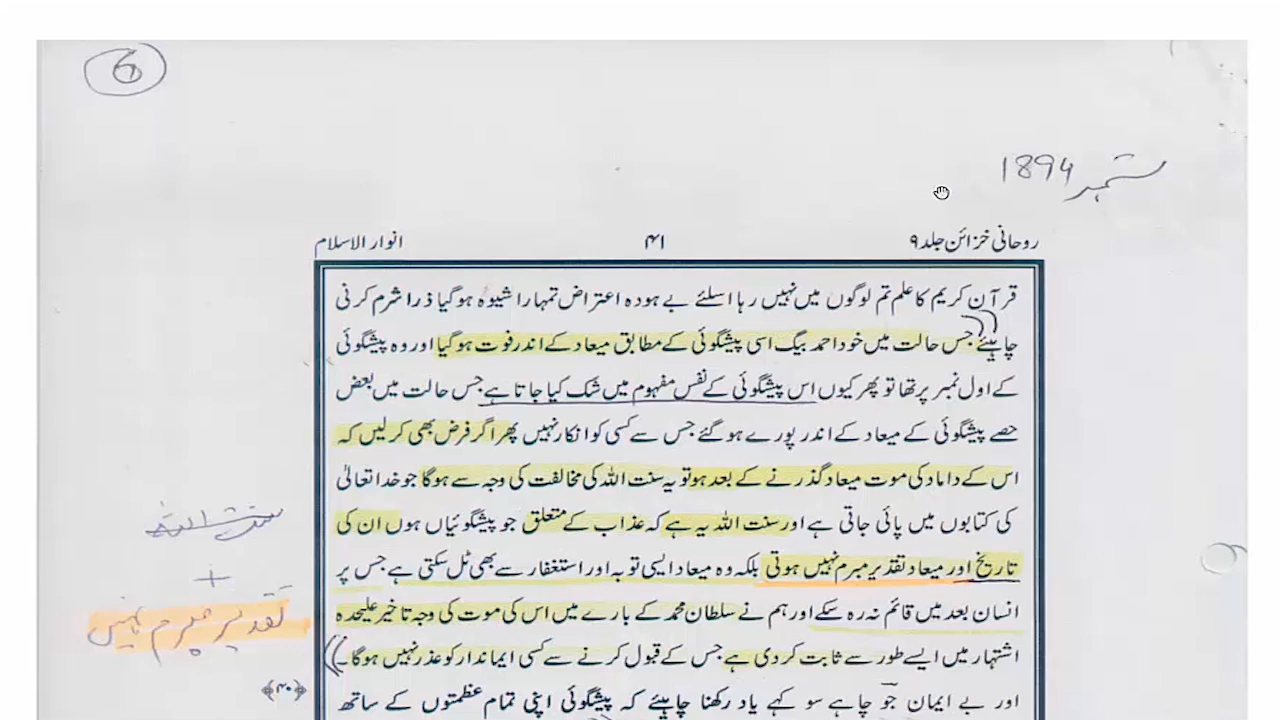 6
ستمبر 1894
روحانی خزائن جلد ۹ ۴۱ انوار الاسلام
قرآن کریم کا علم تم لوگوں میں نہیں رہا اسلئے بے ہودہ اعتراض تمہارا شیوہ ہوگیا ذرا شرم کرنی
چاہیئے جس حالت میں خود احمد بیگ اسی پیشگوئی کے مطابق میعاد کے اندر فوت ہوگیا اور وہ پیشگوئی
کے اول نمبر پر تھا تو پھر کیوں اس پیشگوئی کے نفس مفہوم میں شک کیا جاتا ہے جس حالت میں بعض
حصے پیشگوئی کے میعاد کے اندر پورے ہوگئے جس سے کسی کو انکار نہیں پھر اگر فرض بھی کر لیں کہ
اس کے داماد کی موت میعاد گذرنے کے بعد ہو تو یہ سنت اللہ کی مخالفت کی وجہ سے ہوگا جو خدا تعالیٰ
کی کتابوں میں پائی جاتی ہے اور سنت اللہ یہ ہے کہ عذاب کے متعلق جو پیشگوئیاں ہوں ان کی
تاریخ اور میعاد تقدیر مبرم نہیں ہوتی بلکہ وہ میعاد ایسی توبہ اور استغفار سے بھی ٹل سکتی ہے جس پر
انسان بعد میں قائم نہ رہ سکے اور ہم نے سلطان محمد کے بارے میں اس کی موت کی وجہ تاخیر علیحدہ
اشتہار میں ایسے طور سے ثابت کر دی ہے جس کے قبول کرنے سے کسی ایماندار کو عذر نہیں ہوگا۔
اور بے ایمان جو چاہے سو کہے یاد رکھنا چاہیئے کہ پیشگوئی اپنی تمام عظمتوں کے ساتھ
سنت اللہ
+
تقدیر مبرم نہیں
﴿۴۰﴾